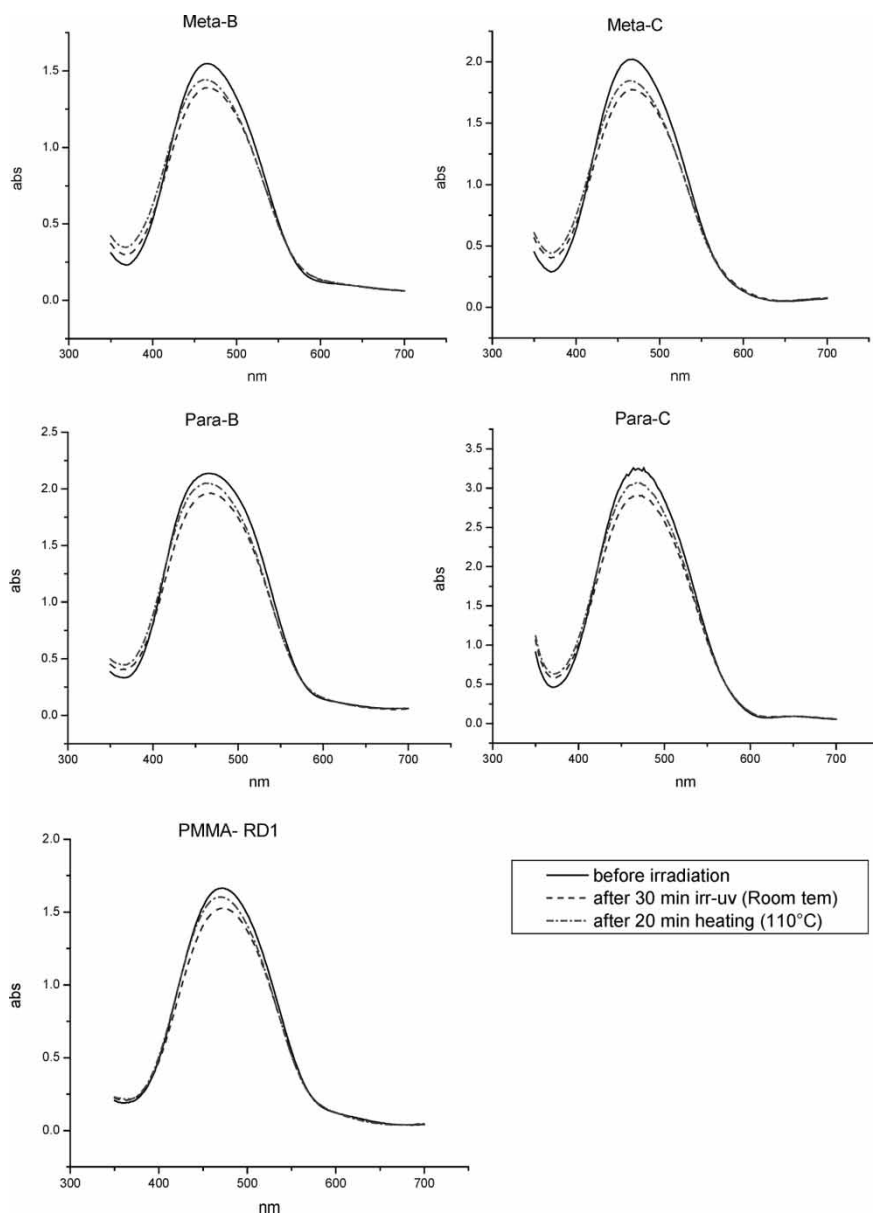 Meta-B
abs
1.5
1.0
0.5
0.0
300 400 500 600 700
nm
Meta-C
abs
2.0
1.5
1.0
0.5
0.0
300 400 500 600 700
nm
Para-B
abs
2.5
2.0
1.5
1.0
0.5
0.0
300 400 500 600 700
nm
Para-C
abs
3.5
3.0
2.5
2.0
1.5
1.0
0.5
0.0
300 400 500 600 700
nm
PMMA- RD1
abs
2.0
1.5
1.0
0.5
0.0
300 400 500 600 700
nm
before irradiation
after 30 min irr-uv (Room tem)
after 20 min heating (110°C)